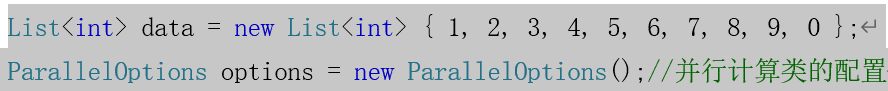 List<int> data = new List<int> { 1, 2, 3, 4, 5, 6, 7, 8, 9, 0 };↵
ParallelOptions options = new ParallelOptions();//并行计算类的配置